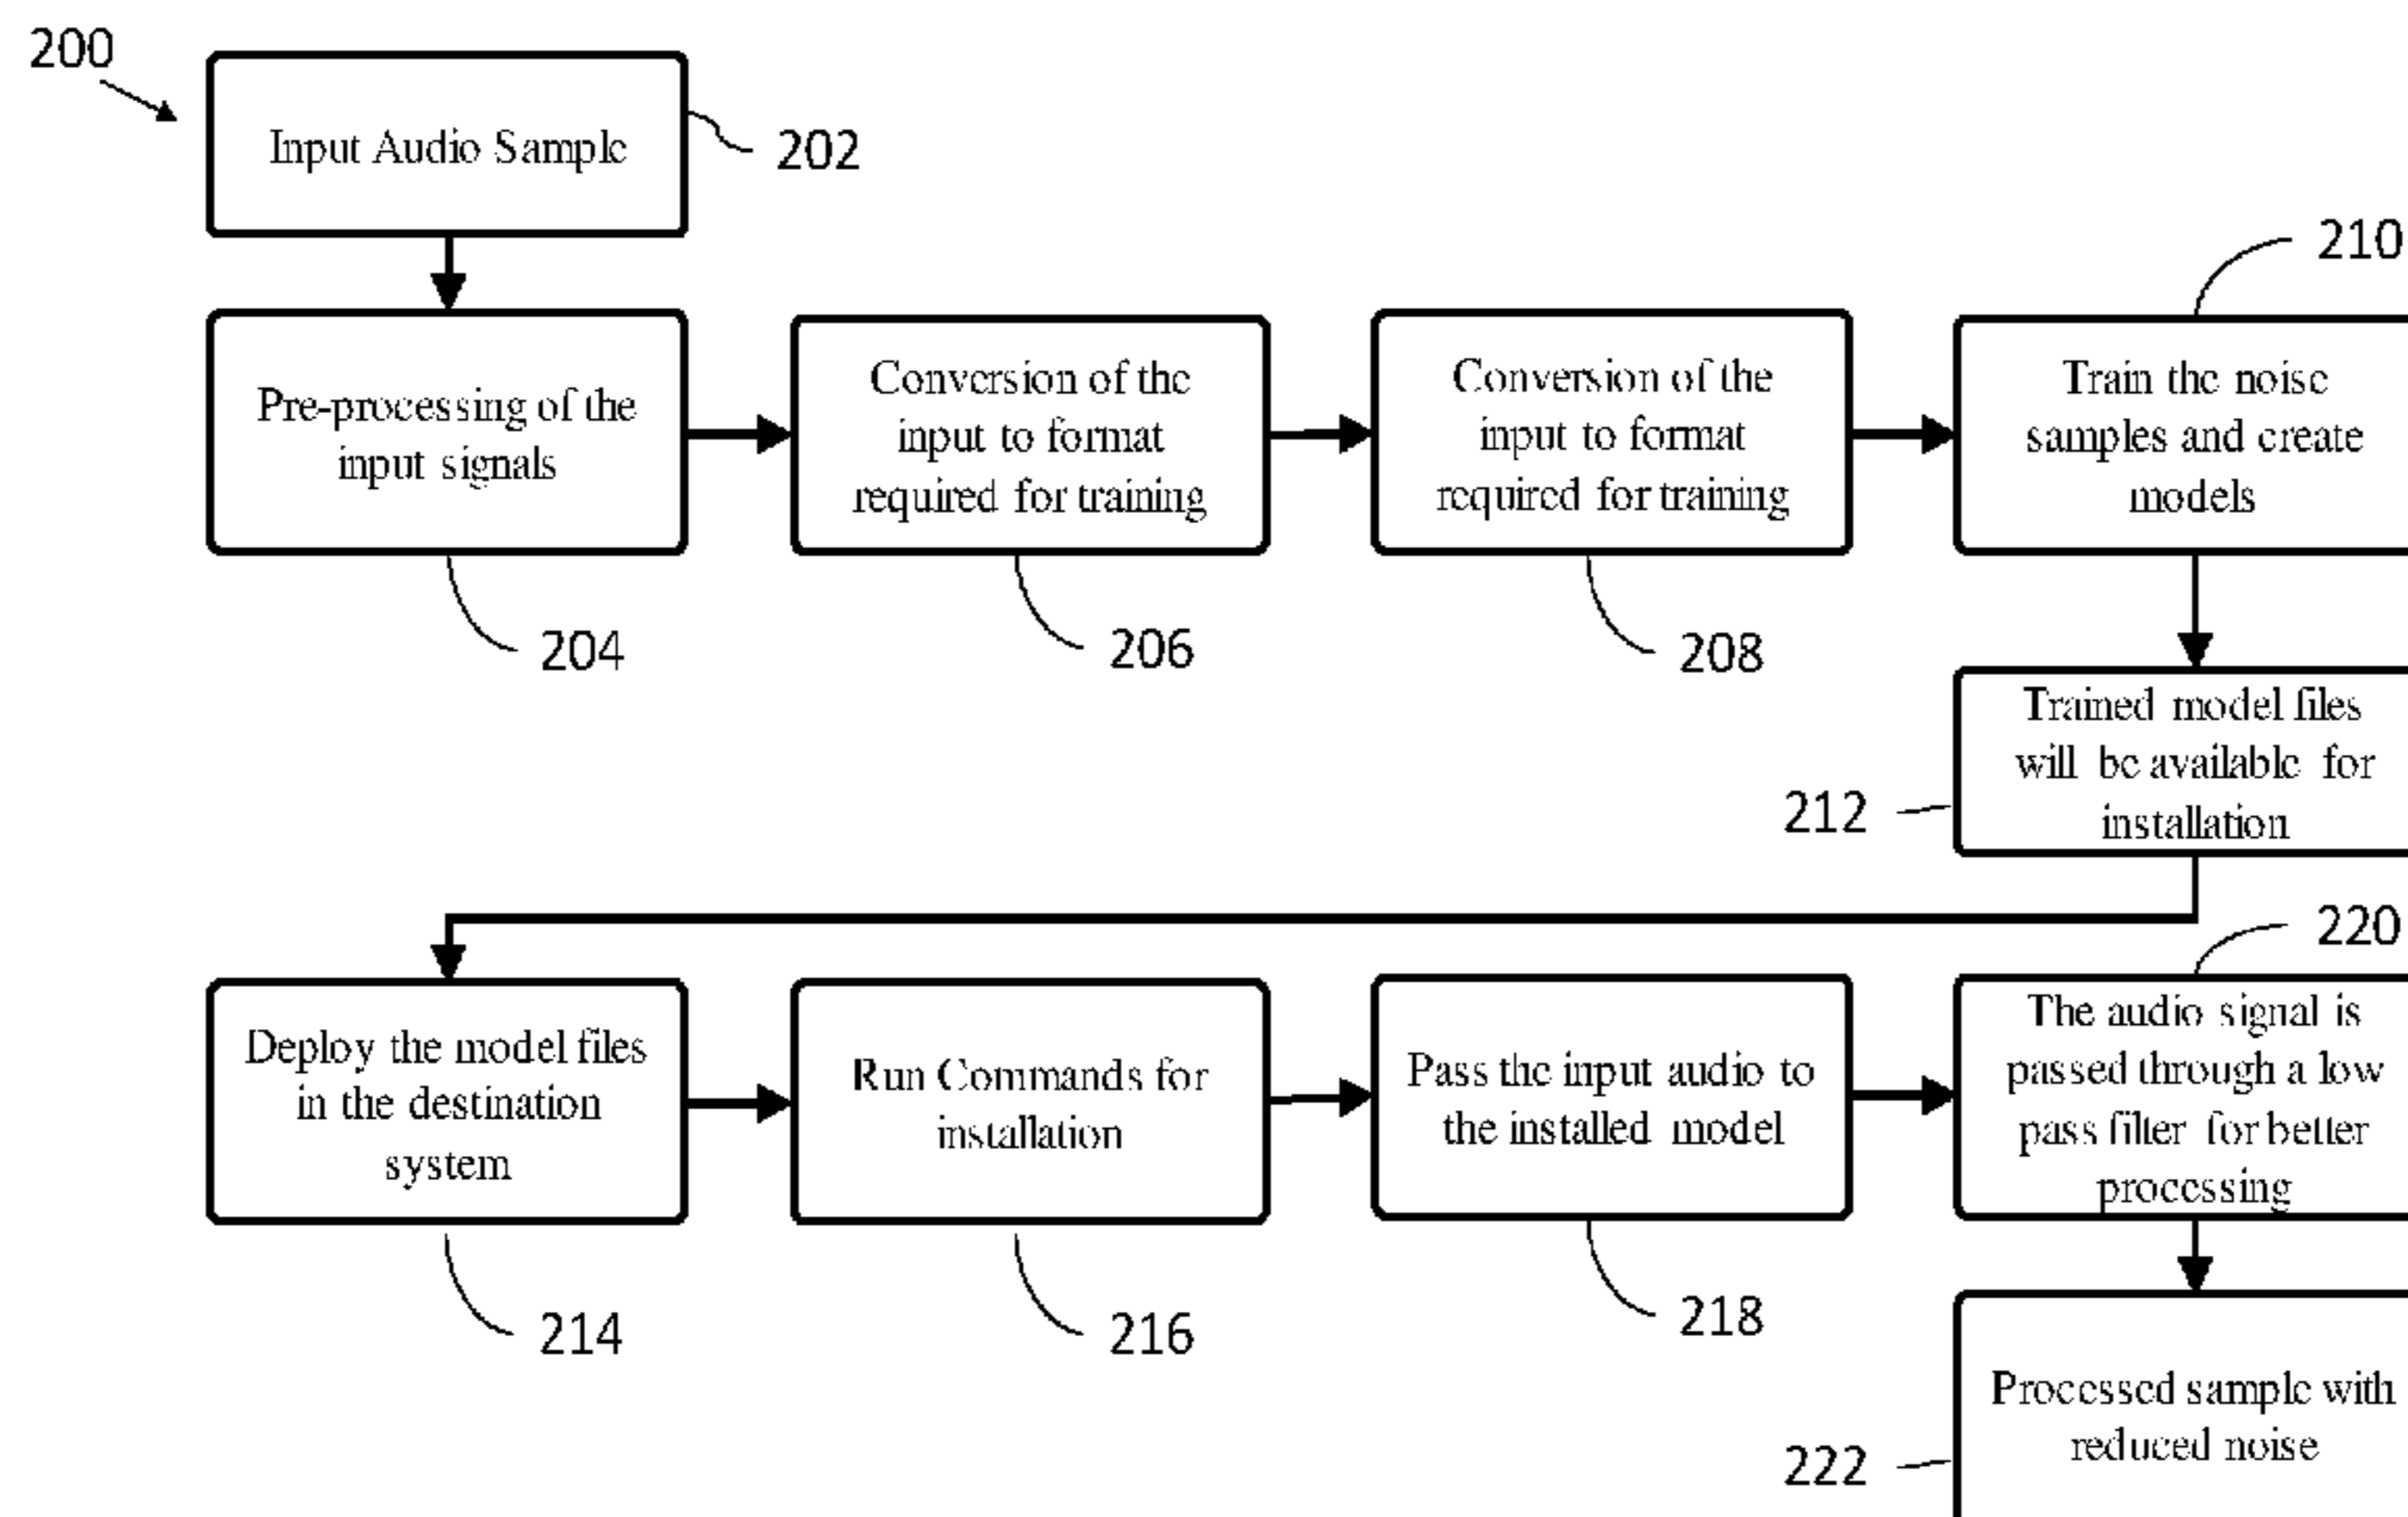 200
Input Audio Sample
202
210
Pre-processing of the
input signals
Conversion of the
input to format
required for training
Conversion of the
input to format
required for training
Train the noise
samples and create
models
204
206
208
Trained model files
will be available for
installation
212
220
Deploy the model files
in the destination
system
Run Commands for
installation
Pass the input audio to
the installed model
The audio signal is
passed through a low
pass filter for better
processing
214
216
218
Processed sample with
reduced noise
222